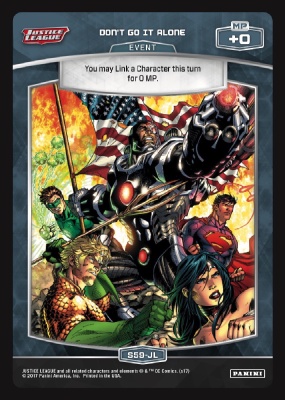 JUSTICE
LEAGUE
DON'T GO IT ALONE
MP
+0
EVENT
You may Link a Character this turn
for 0 MP.
S59-JL
JUSTICE LEAGUE and all related characters and elements © & ™ DC Comics. (s17)
© 2017 Panini America, Inc. Printed in the USA.
PANINI